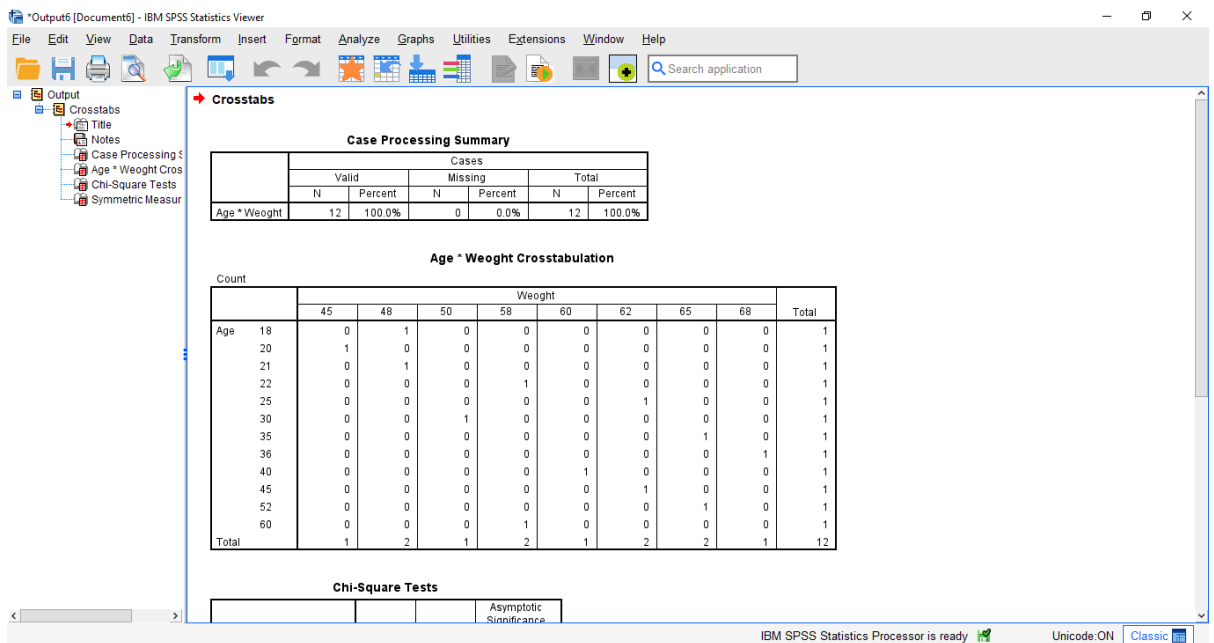 *Output6 [Document6] - IBM SPSS Statistics Viewer
File Edit View Data Transform Insert Format Analyze Graphs Utilities Extensions Window Help
Search application
Output
Crosstabs
Title
Notes
Case Processing S
Age * Weoght Cros
Chi-Square Tests
Symmetric Measur
Crosstabs
Case Processing Summary
Cases
Valid Missing Total
N Percent N Percent N Percent
Age * Weoght 12 100.0% 0 0.0% 12 100.0%
Age * Weoght Crosstabulation
Count
Weoght
45 48 50 58 60 62 65 68 Total
Age 18 0 1 0 0 0 0 0 0 1
20 1 0 0 0 0 0 0 0 1
21 0 1 0 0 0 0 0 0 1
22 0 0 0 1 0 0 0 0 1
25 0 0 0 0 0 1 0 0 1
30 0 0 1 0 0 0 0 0 1
35 0 0 0 0 0 0 1 0 1
36 0 0 0 0 0 0 0 1 1
40 0 0 0 0 1 0 0 0 1
45 0 0 0 0 0 1 0 0 1
52 0 0 0 0 0 0 1 0 1
60 0 0 0 1 0 0 0 0 1
Total 1 2 1 2 1 2 2 1 12
Chi-Square Tests
Asymptotic
Significance
IBM SPSS Statistics Processor is ready Unicode:ON Classic